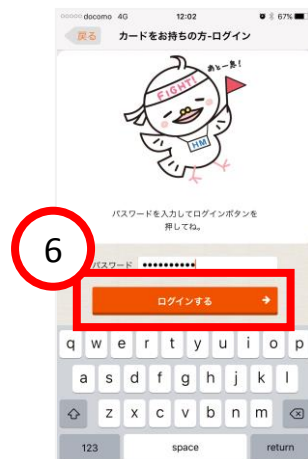 docomo 4G 12:02 67%
戻る カードをお持ちの方-ログイン
あと一息!
FIGHT!
HM
パスワードを入力してログインボタンを
押してね。
6
パスワード ••••••••••
ログインする
q w e r t y u i o p
a s d f g h j k l
z x c v b n m
123 space return